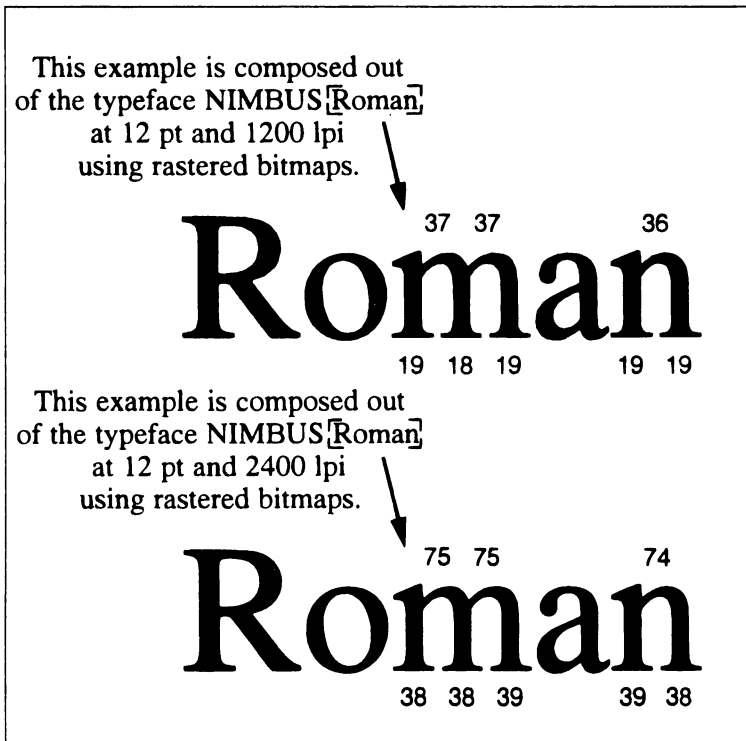 This example is composed out
of the typeface NIMBUS [Roman]
at 12 pt and 1200 lpi
using rastered bitmaps.
37 37 36
Roman
19 18 19 19 19
This example is composed out
of the typeface NIMBUS [Roman]
at 12 pt and 2400 lpi
using rastered bitmaps.
75 75 74
Roman
38 38 39 39 38